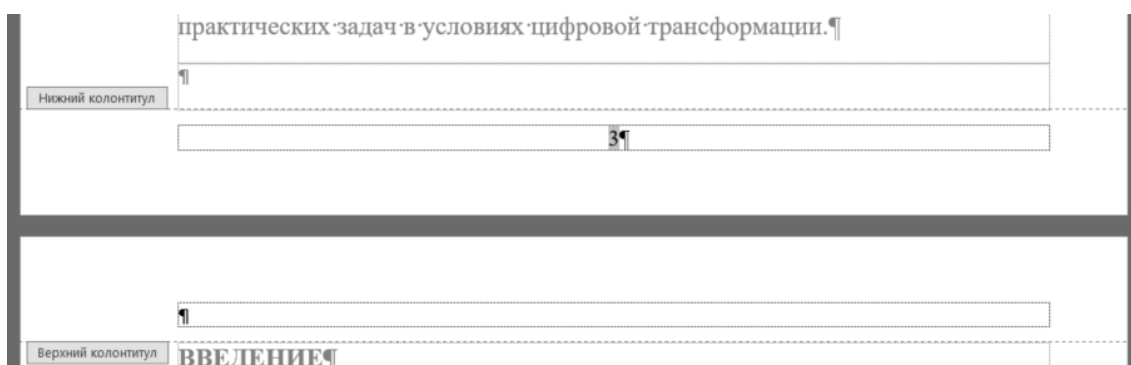 практических·задач·в·условиях·цифровой·трансформации.¶
¶
Нижний колонтитул
3¶
¶
Верхний колонтитул
ВВЕДЕНИЕ¶